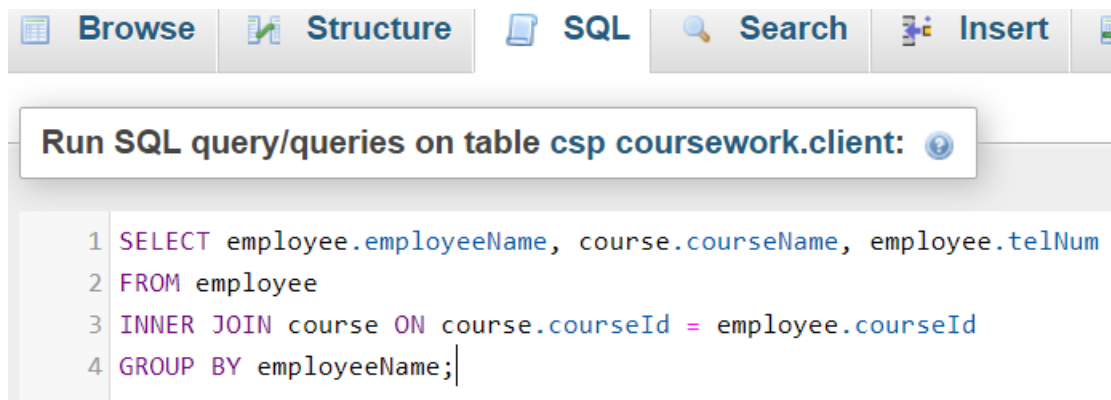 Browse Structure SQL Search Insert
Run SQL query/queries on table csp coursework.client:
1 SELECT employee.employeeName, course.courseName, employee.telNum
2 FROM employee
3 INNER JOIN course ON course.courseId = employee.courseId
4 GROUP BY employeeName;